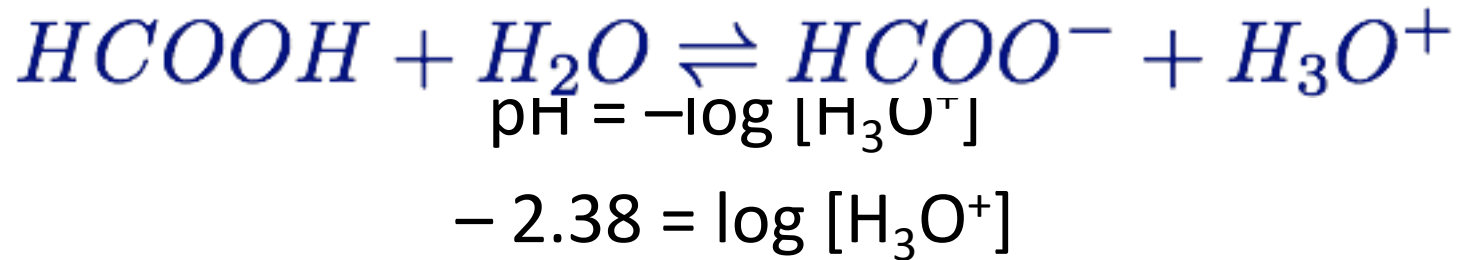 HCOOH + H₂O ⇌ HCOO⁻ + H₃O⁺
pH = –log [H₃O⁺]
– 2.38 = log [H₃O⁺]